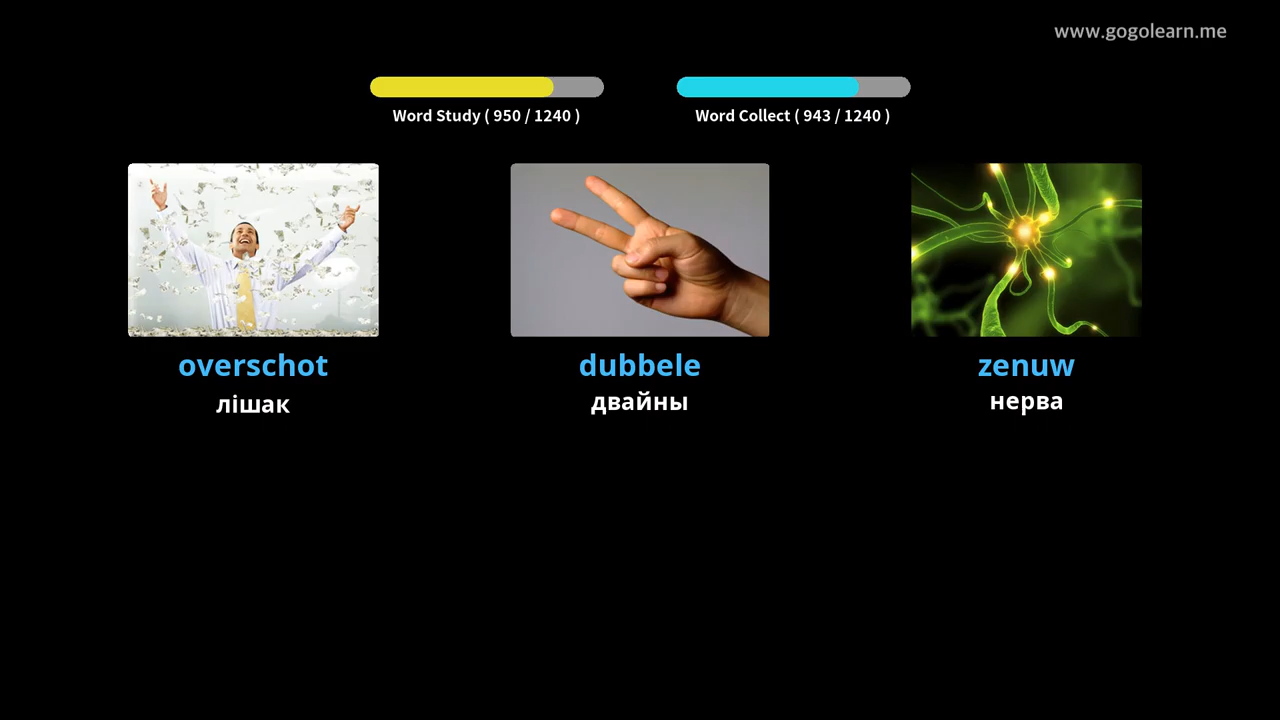 www.gogolearn.me
Word Study ( 950 / 1240 )
Word Collect ( 943 / 1240 )
overschot
лішак
dubbele
двайны
zenuw
нерва